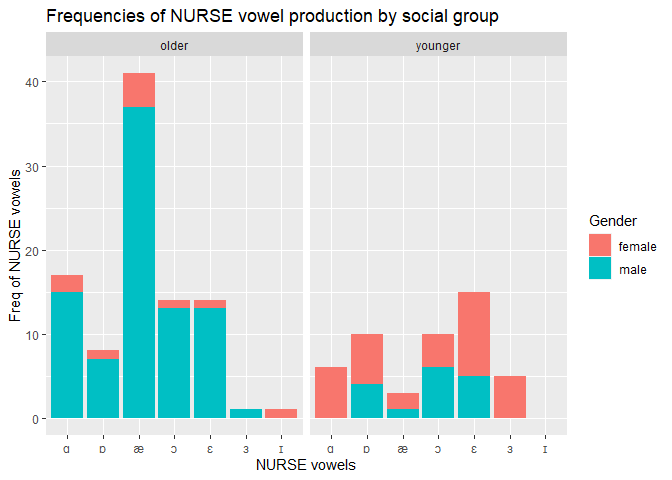 Frequencies of NURSE vowel production by social group
older younger
Freq of NURSE vowels
40
30
20
10
0
ɑ ɒ æ ɔ ɛ ɜ ɪ ɑ ɒ æ ɔ ɛ ɜ ɪ
NURSE vowels
Gender
female
male